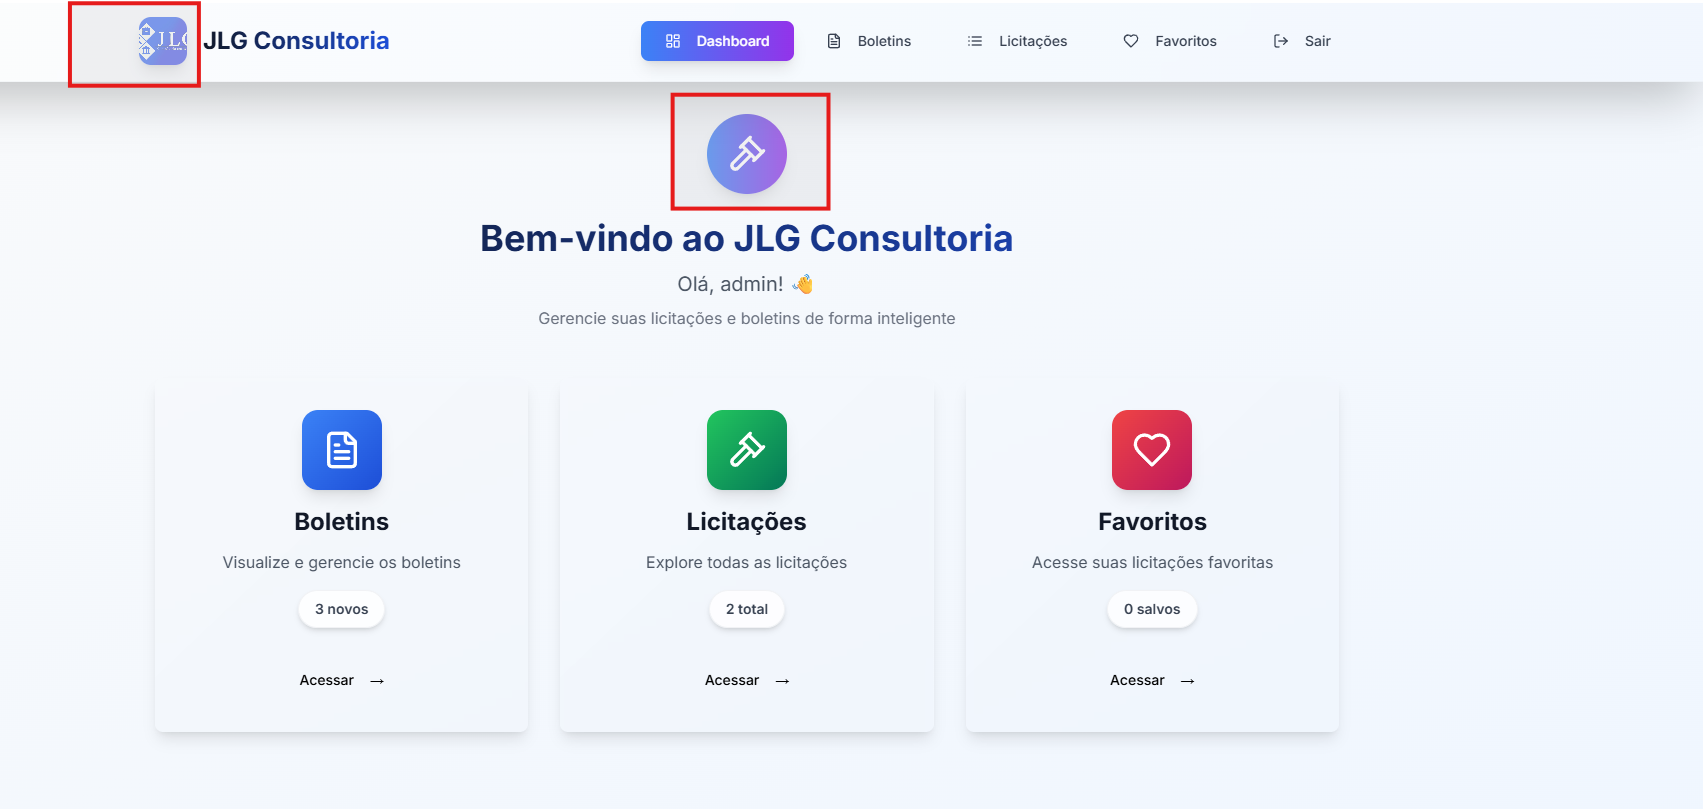 JLG
JLG Consultoria
Dashboard
Boletins
Licitações
Favoritos
Sair
Bem-vindo ao JLG Consultoria
Olá, admin! 👋
Gerencie suas licitações e boletins de forma inteligente
Boletins
Visualize e gerencie os boletins
3 novos
Acessar →
Licitações
Explore todas as licitações
2 total
Acessar →
Favoritos
Acesse suas licitações favoritas
0 salvos
Acessar →